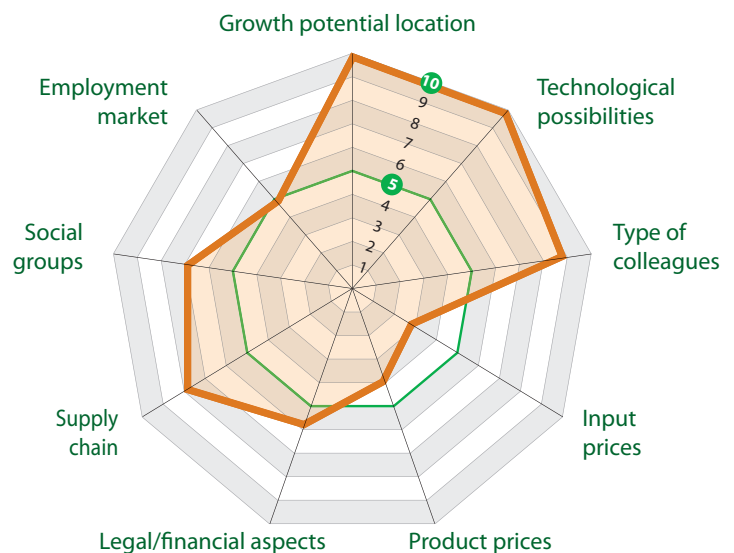 Growth potential location
Employment
market
Technological
possibilities
10
9
8
7
6
5
4
3
2
1
Social
groups
Type of
colleagues
Supply
chain
Input
prices
Legal/financial aspects
Product prices